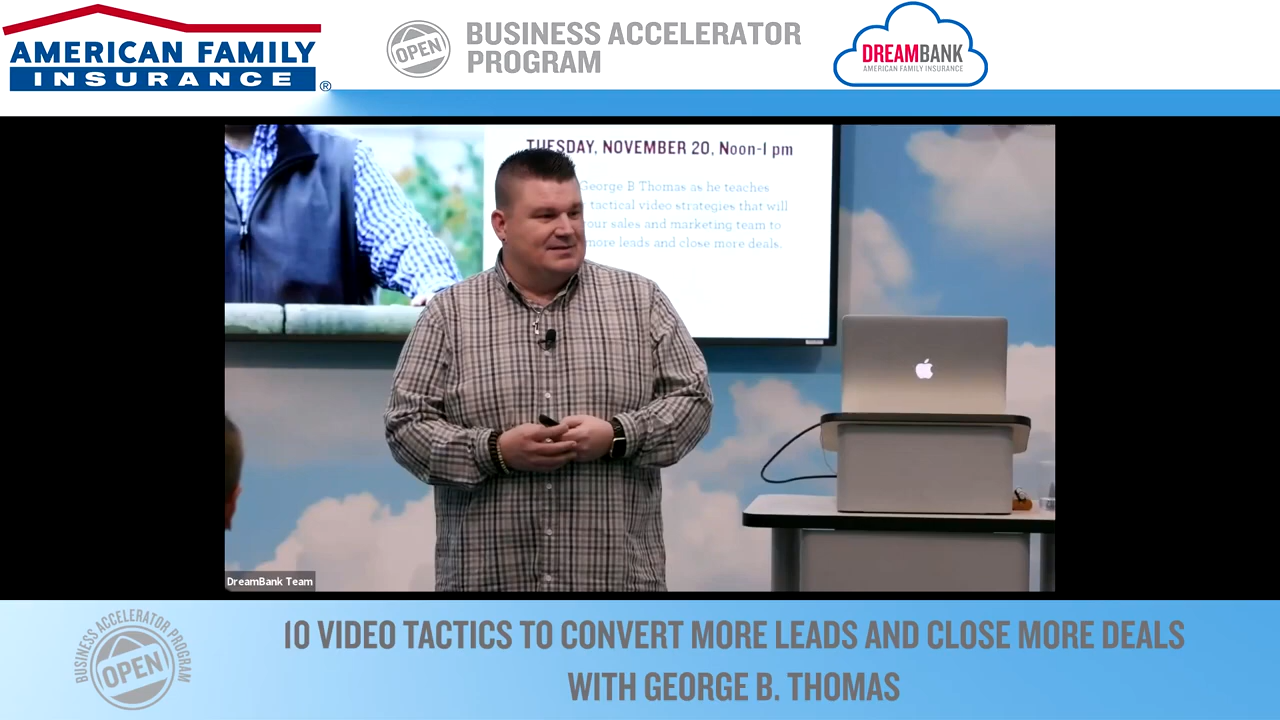 AMERICAN FAMILY
INSURANCE ®
OPEN
BUSINESS ACCELERATOR
PROGRAM
DREAMBANK
AMERICAN FAMILY INSURANCE
TUESDAY, NOVEMBER 20, Noon-1 pm
George B Thomas as he teaches
tactical video strategies that will
your sales and marketing team to
more leads and close more deals.
DreamBank Team
BUSINESS ACCELERATOR PROGRAM
OPEN
10 VIDEO TACTICS TO CONVERT MORE LEADS AND CLOSE MORE DEALS
WITH GEORGE B. THOMAS